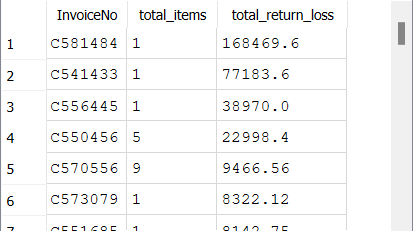 InvoiceNo total_items total_return_loss
1 C581484 1 168469.6
2 C541433 1 77183.6
3 C556445 1 38970.0
4 C550456 5 22998.4
5 C570556 9 9466.56
6 C573079 1 8322.12
7 C551685 1 8142.75